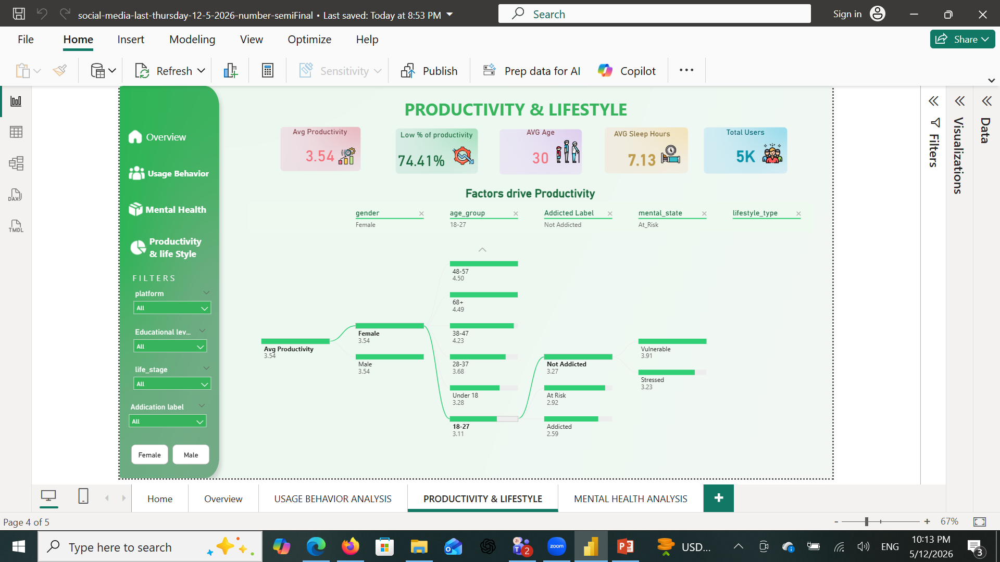 social-media-last-thursday-12-5-2026-number-semiFinal • Last saved: Today at 8:53 PM
Search
Sign in
File
Home
Insert
Modeling
View
Optimize
Help
Share
Refresh
Sensitivity
Publish
Prep data for AI
Copilot
DAX
TMDL
Overview
Usage Behavior
Mental Health
Productivity
& life Style
FILTERS
platform
All
Educational lev...
All
life_stage
All
Addication label
All
Female
Male
PRODUCTIVITY & LIFESTYLE
Avg Productivity
3.54
Low % of productivity
74.41%
AVG Age
30
AVG Sleep Hours
7.13
Total Users
5K
Factors drive Productivity
gender
Female
age_group
18-27
Addicted Label
Not Addicted
mental_state
At_Risk
lifestyle_type
Avg Productivity
3.54
Female
3.54
Male
3.54
48-57
4.50
68+
4.49
38-47
4.23
28-37
3.68
Under 18
3.28
18-27
3.11
Not Addicted
3.27
At Risk
2.92
Addicted
2.59
Vulnerable
3.91
Stressed
3.23
Filters
Visualizations
Data
Home
Overview
USAGE BEHAVIOR ANALYSIS
PRODUCTIVITY & LIFESTYLE
MENTAL HEALTH ANALYSIS
Page 4 of 5
67%
Type here to search
2
zoom
USD...
ENG
10:13 PM
5/12/2026
3